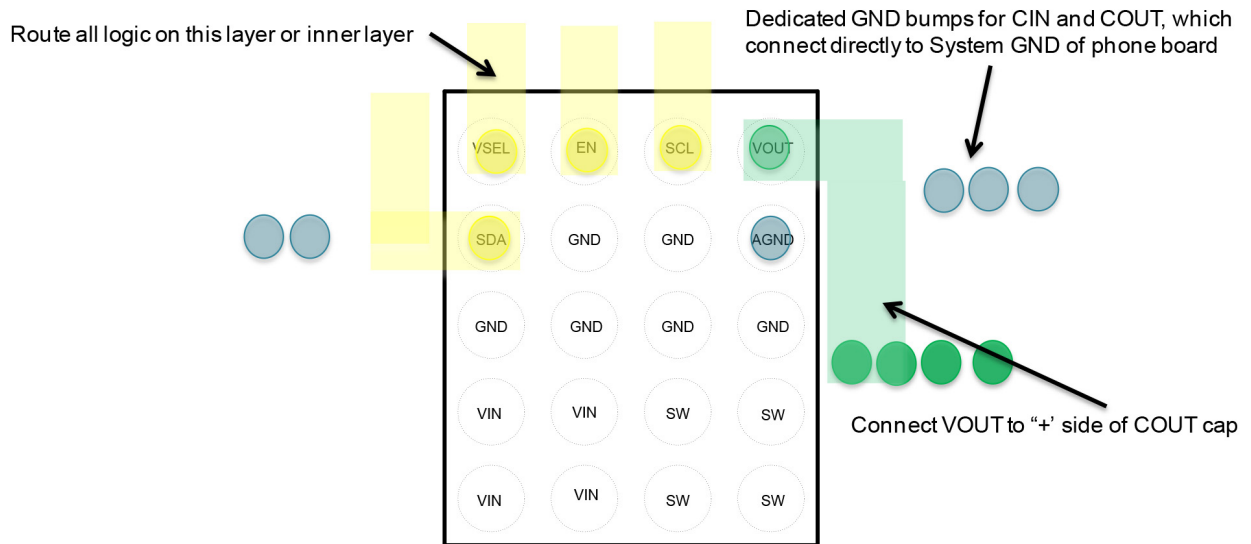 Dedicated GND bumps for CIN and COUT, which
Route all logic on this layer or inner layer
connect directly to System GND of phone board
VSEL EN SCL VOUT
SDA GND GND AGND
GND GND GND GND
VIN VIN SW SW
Connect VOUT to “+’ side of COUT cap
VIN VIN SW SW